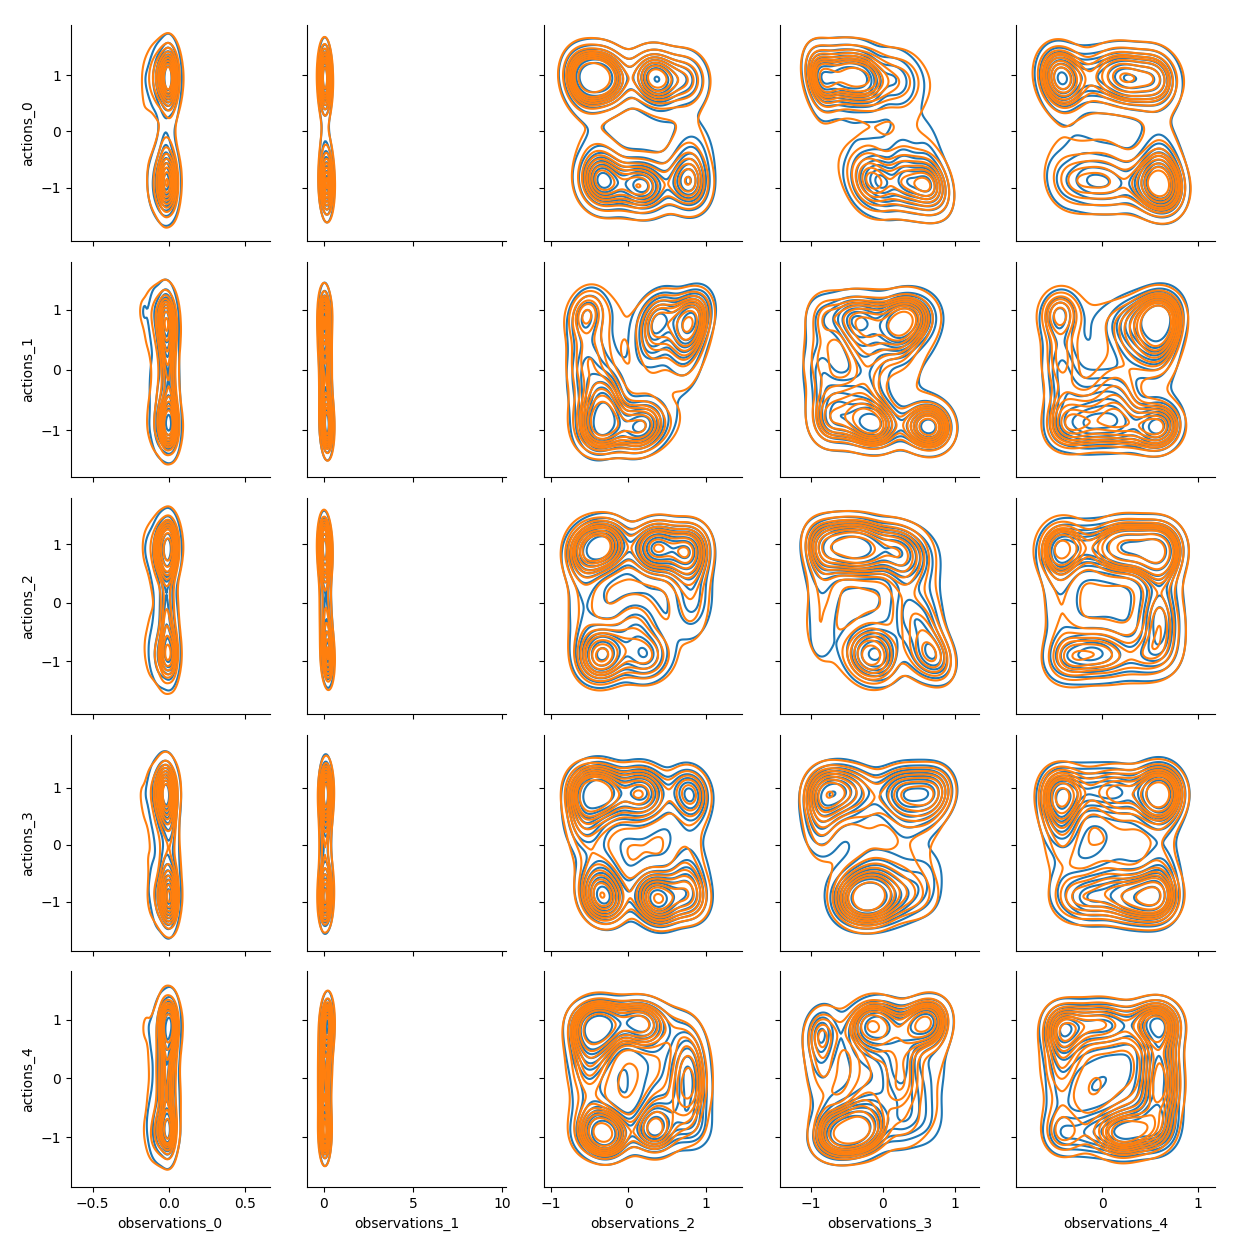 actions_0
1
0
−1
actions_1
1
0
−1
actions_2
1
0
−1
actions_3
1
0
−1
actions_4
1
0
−1
−0.5 0.0 0.5
0 5 10
−1 0 1
−1 0 1
0 1
observations_0
observations_1
observations_2
observations_3
observations_4